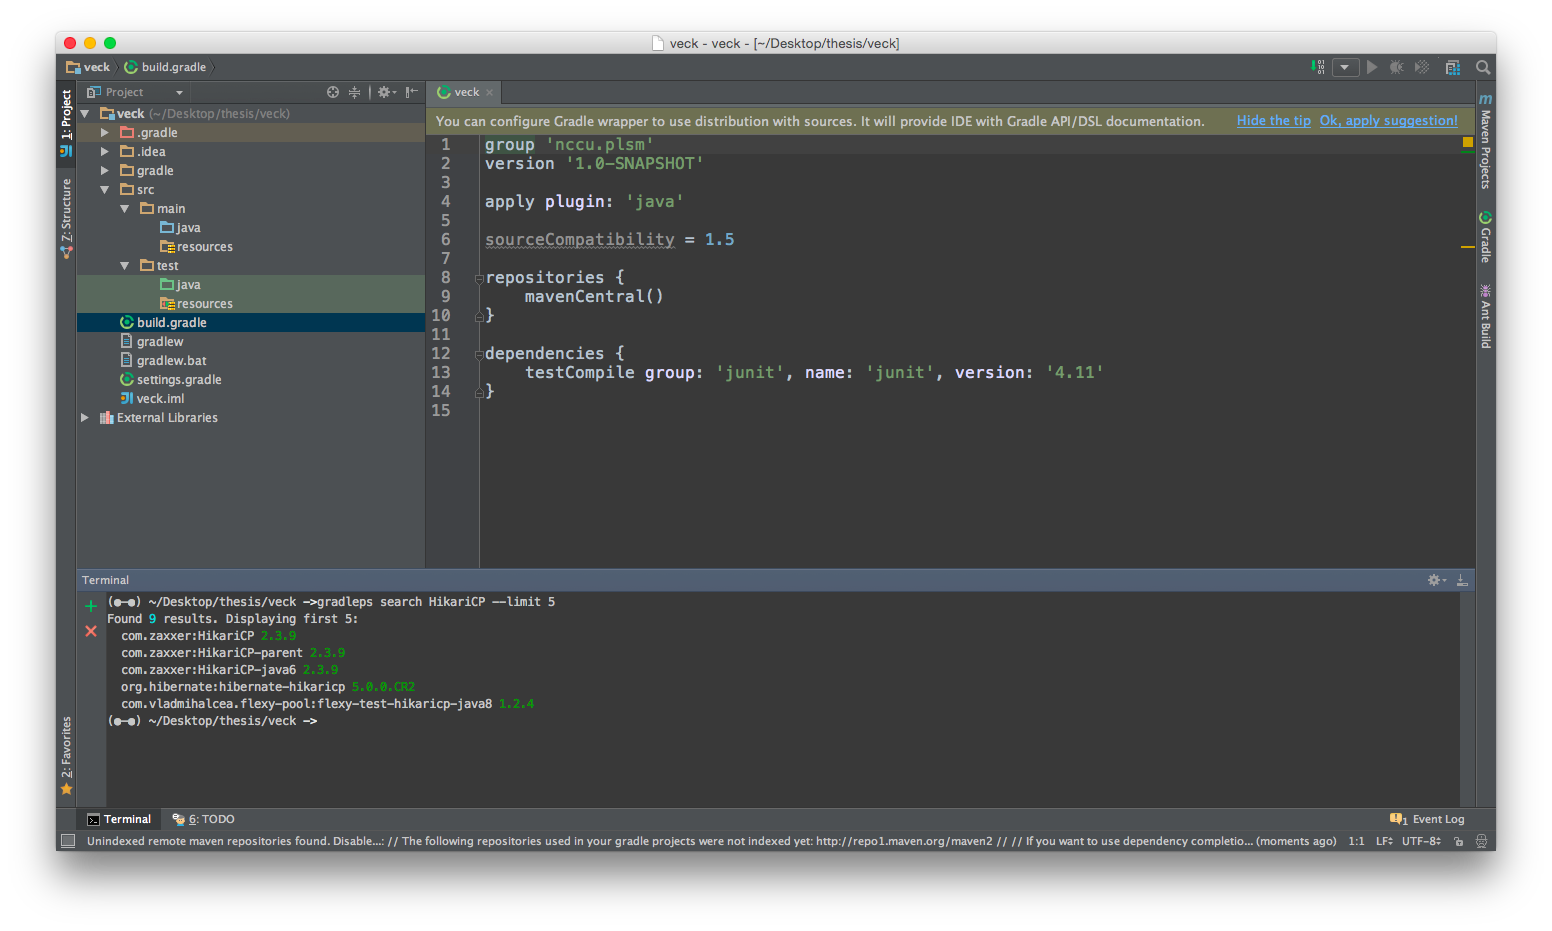 veck - veck - [~/Desktop/thesis/veck]
veck build.gradle
1: Project
7: Structure
2: Favorites
Project
veck (~/Desktop/thesis/veck)
.gradle
.idea
gradle
src
main
java
resources
test
java
resources
build.gradle
gradlew
gradlew.bat
settings.gradle
veck.iml
External Libraries
veck
You can configure Gradle wrapper to use distribution with sources. It will provide IDE with Gradle API/DSL documentation. Hide the tip Ok, apply suggestion!
1 group 'nccu.plsm'
2 version '1.0-SNAPSHOT'
3
4 apply plugin: 'java'
5
6 sourceCompatibility = 1.5
7
8 repositories {
9 mavenCentral()
10 }
11
12 dependencies {
13 testCompile group: 'junit', name: 'junit', version: '4.11'
14 }
15
Maven Projects
Gradle
Ant Build
Terminal
(●—●) ~/Desktop/thesis/veck ->gradleps search HikariCP --limit 5
Found 9 results. Displaying first 5:
com.zaxxer:HikariCP 2.3.9
com.zaxxer:HikariCP-parent 2.3.9
com.zaxxer:HikariCP-java6 2.3.9
org.hibernate:hibernate-hikaricp 5.0.0.CR2
com.vladmihalcea.flexy-pool:flexy-test-hikaricp-java8 1.2.4
(●—●) ~/Desktop/thesis/veck ->
Terminal 6: TODO 1 Event Log
Unindexed remote maven repositories found. Disable...: // The following repositories used in your gradle projects were not indexed yet: http://repo1.maven.org/maven2 // // If you want to use dependency completio... (moments ago) 1:1 LF UTF-8